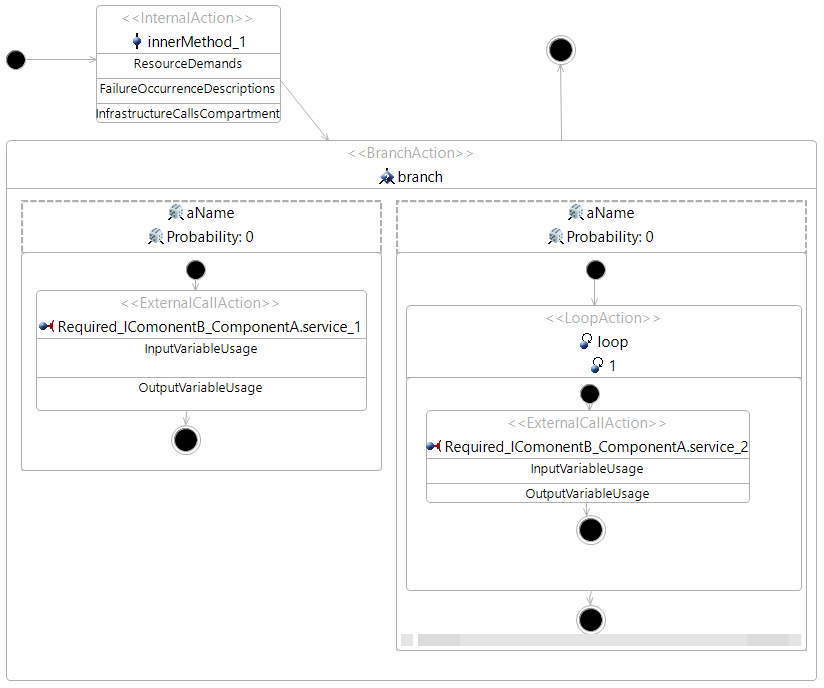 <<InternalAction>>
innerMethod_1
ResourceDemands
FailureOccurrenceDescriptions
InfrastructureCallsCompartment
<<BranchAction>>
branch
aName
Probability: 0
<<ExternalCallAction>>
Required_IComonentB_ComponentA.service_1
InputVariableUsage
OutputVariableUsage
aName
Probability: 0
<<LoopAction>>
loop
1
<<ExternalCallAction>>
Required_IComonentB_ComponentA.service_2
InputVariableUsage
OutputVariableUsage